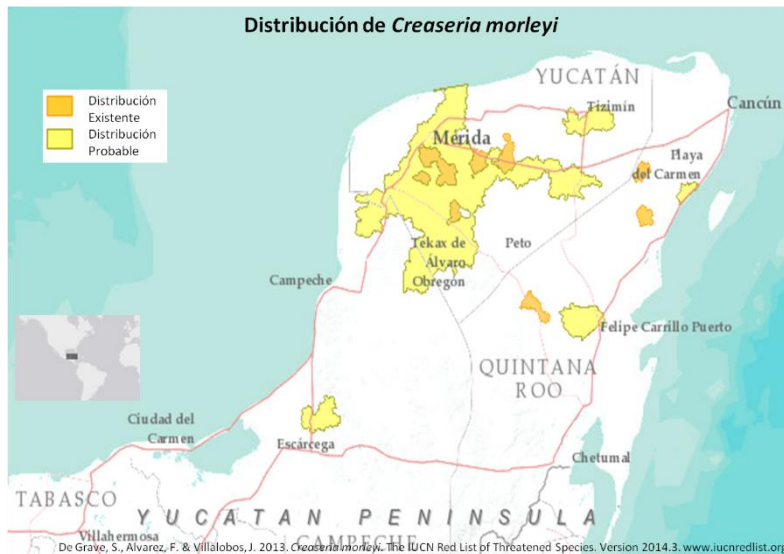 Distribución de Creaseria morleyi
Distribución
Existente
Distribución
Probable
YUCATÁN
Tizimín
Cancún
Mérida
Playa
del Carmen
Tekax de
Álvaro
Obregón
Peto
Campeche
Felipe Carrillo Puerto
QUINTANA
ROO
Ciudad del
Carmen
Escárcega
Chetumal
TABASCO
YUCATAN PENINSULA
Villahermosa
CAMPECHE
De Grave, S., Alvarez, F. & Villalobos, J. 2013. Creaseria morleyi. The IUCN Red List of Threatened Species. Version 2014.3. www.iucnredlist.o